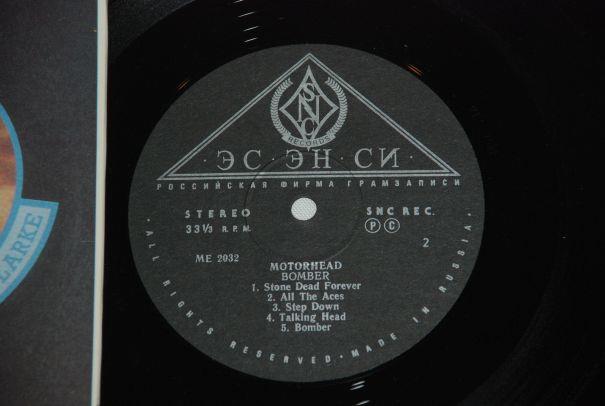 SNC
RECORDS
· ЭС ЭН СИ ·
РОССИЙСКАЯ ФИРМА ГРАМЗАПИСИ
STEREO
33⅓ R.P.M.
SNC REC.
Ⓟ Ⓒ
ME 2032
2
MOTORHEAD
BOMBER
1. Stone Dead Forever
2. All The Aces
3. Step Down
4. Talking Head
5. Bomber
· ALL RIGHTS RESERVED · MADE IN RUSSIA ·
LARKE